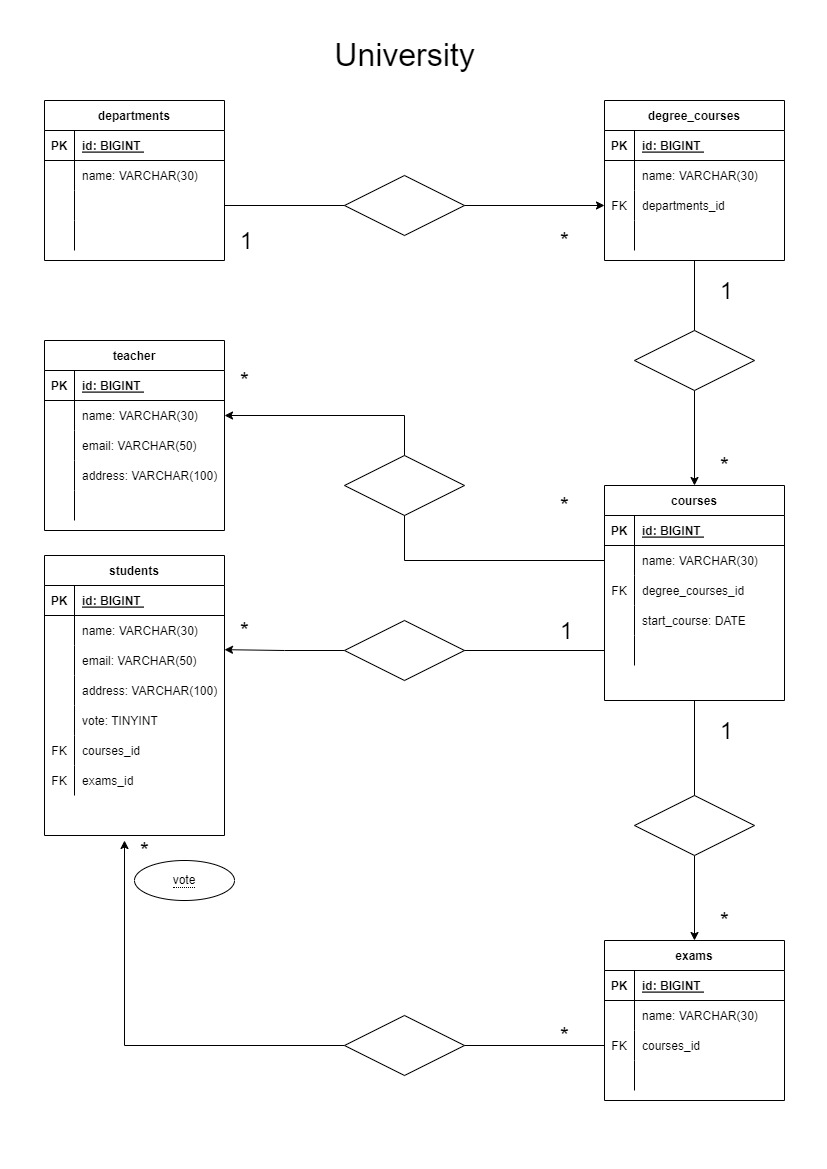 University
departments
PK id: BIGINT
name: VARCHAR(30)
degree_courses
PK id: BIGINT
name: VARCHAR(30)
FK departments_id
1
*
1
teacher
PK id: BIGINT
name: VARCHAR(30)
email: VARCHAR(50)
address: VARCHAR(100)
*
*
*
courses
PK id: BIGINT
name: VARCHAR(30)
FK degree_courses_id
start_course: DATE
students
PK id: BIGINT
name: VARCHAR(30)
email: VARCHAR(50)
address: VARCHAR(100)
vote: TINYINT
FK courses_id
FK exams_id
*
1
1
*
vote
*
exams
PK id: BIGINT
name: VARCHAR(30)
FK courses_id
*